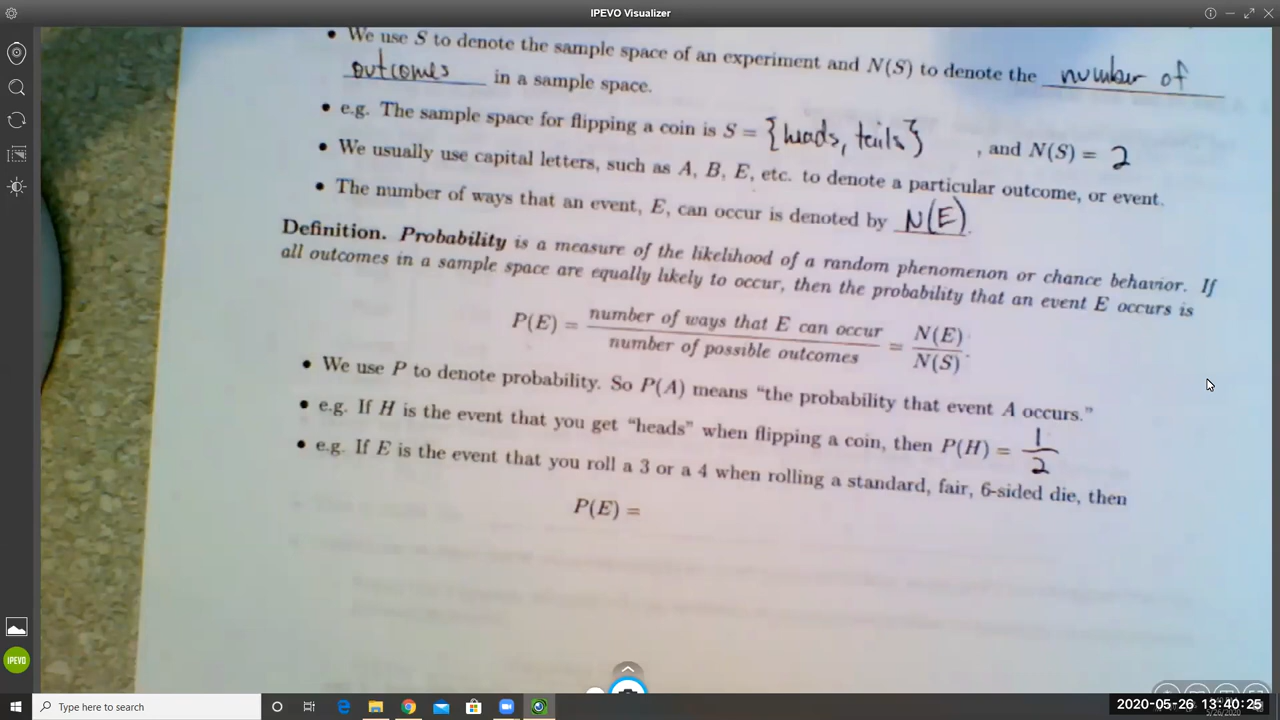 IPEVO Visualizer
• We use S to denote the sample space of an experiment and N(S) to denote the number of
outcomes in a sample space.
• e.g. The sample space for flipping a coin is S = {heads, tails}, and N(S) = 2
• We usually use capital letters, such as A, B, E, etc. to denote a particular outcome, or event.
• The number of ways that an event, E, can occur is denoted by N(E).
Definition. Probability is a measure of the likelihood of a random phenomenon or chance behavior. If
all outcomes in a sample space are equally likely to occur, then the probability that an event E occurs is
P(E) = number of ways that E can occur / number of possible outcomes = N(E) / N(S).
• We use P to denote probability. So P(A) means “the probability that event A occurs.”
• e.g. If H is the event that you get “heads” when flipping a coin, then P(H) = 1/2
• e.g. If E is the event that you roll a 3 or a 4 when rolling a standard, fair, 6-sided die, then
P(E) =
IPEVO
Type here to search
2020-05-26 13:40:25